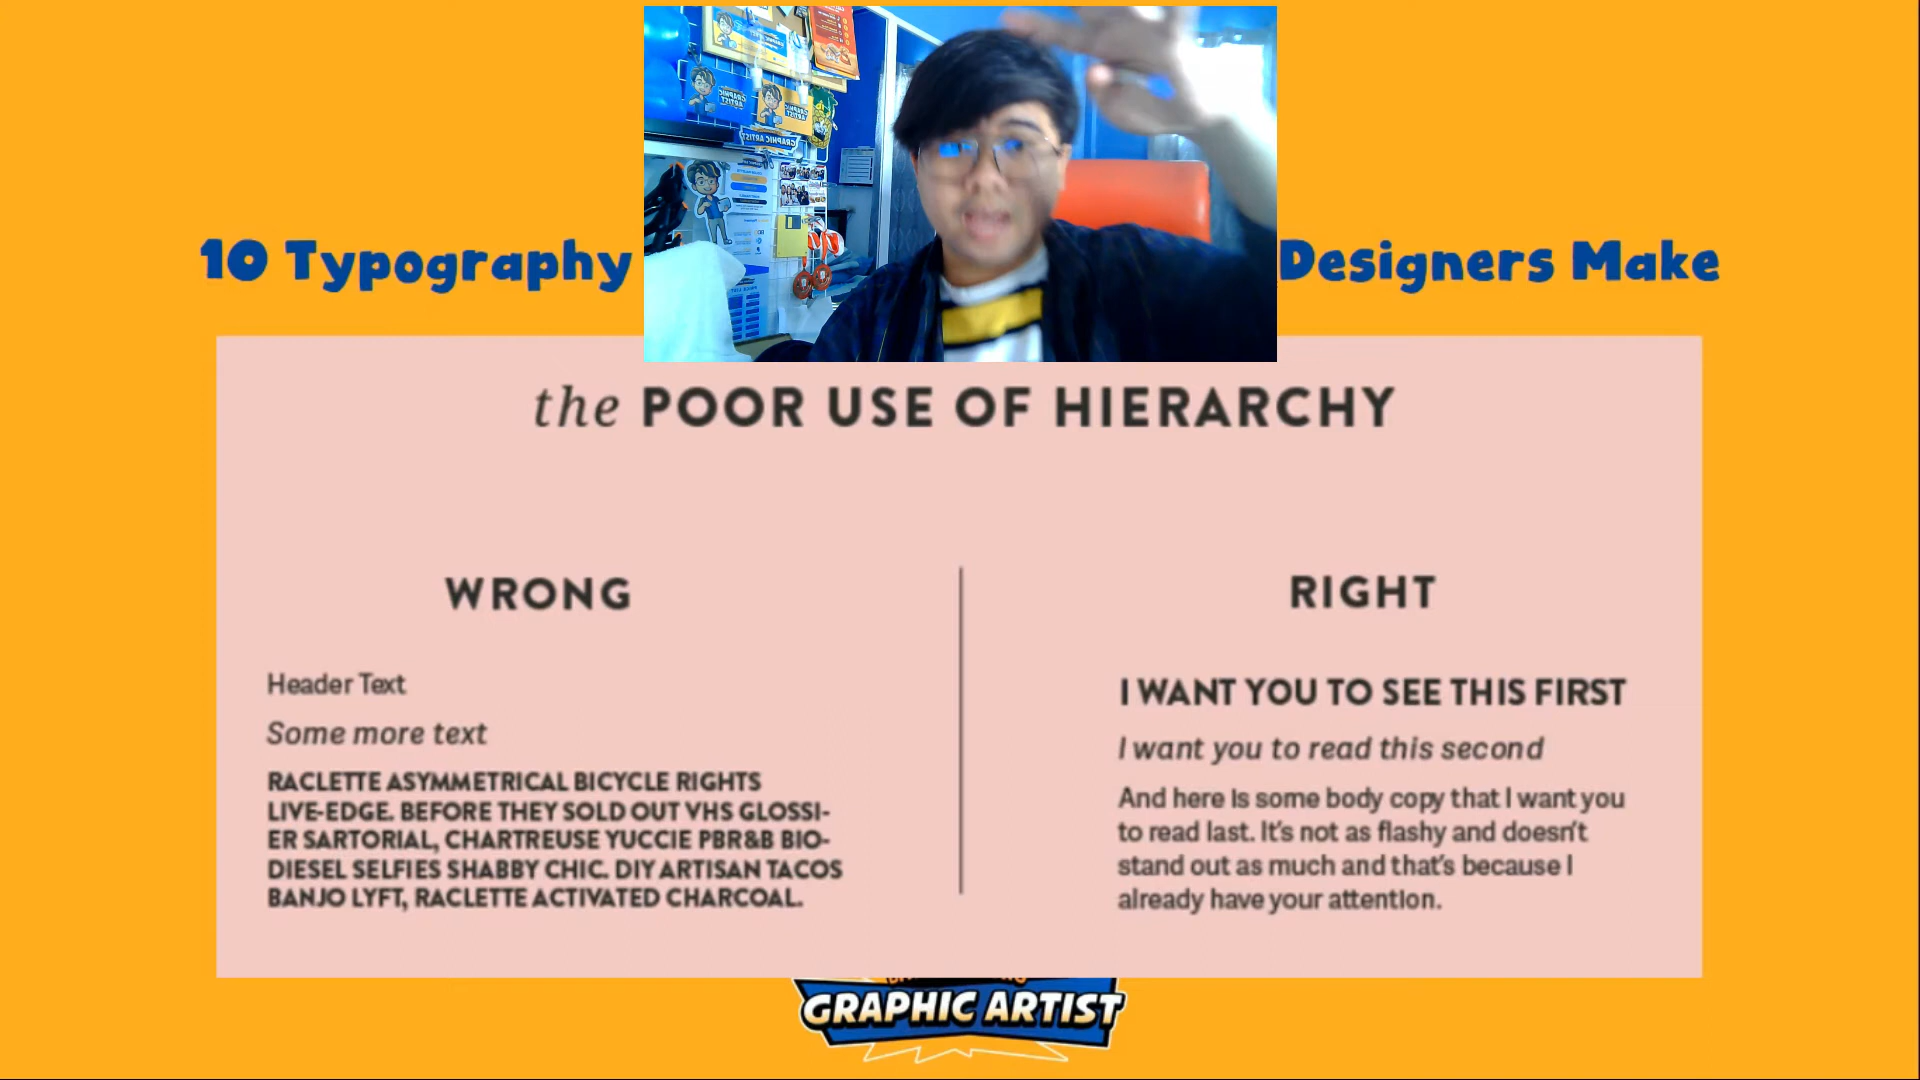 10 Typography
Designers Make
the POOR USE OF HIERARCHY
WRONG
Header Text
Some more text
RACLETTE ASYMMETRICAL BICYCLE RIGHTS
LIVE-EDGE. BEFORE THEY SOLD OUT VHS GLOSSI-
ER SARTORIAL, CHARTREUSE YUCCIE PBR&B BIO-
DIESEL SELFIES SHABBY CHIC. DIY ARTISAN TACOS
BANJO LYFT, RACLETTE ACTIVATED CHARCOAL.
RIGHT
I WANT YOU TO SEE THIS FIRST
I want you to read this second
And here is some body copy that I want you
to read last. It's not as flashy and doesn't
stand out as much and that's because I
already have your attention.
GRAPHIC ARTIST